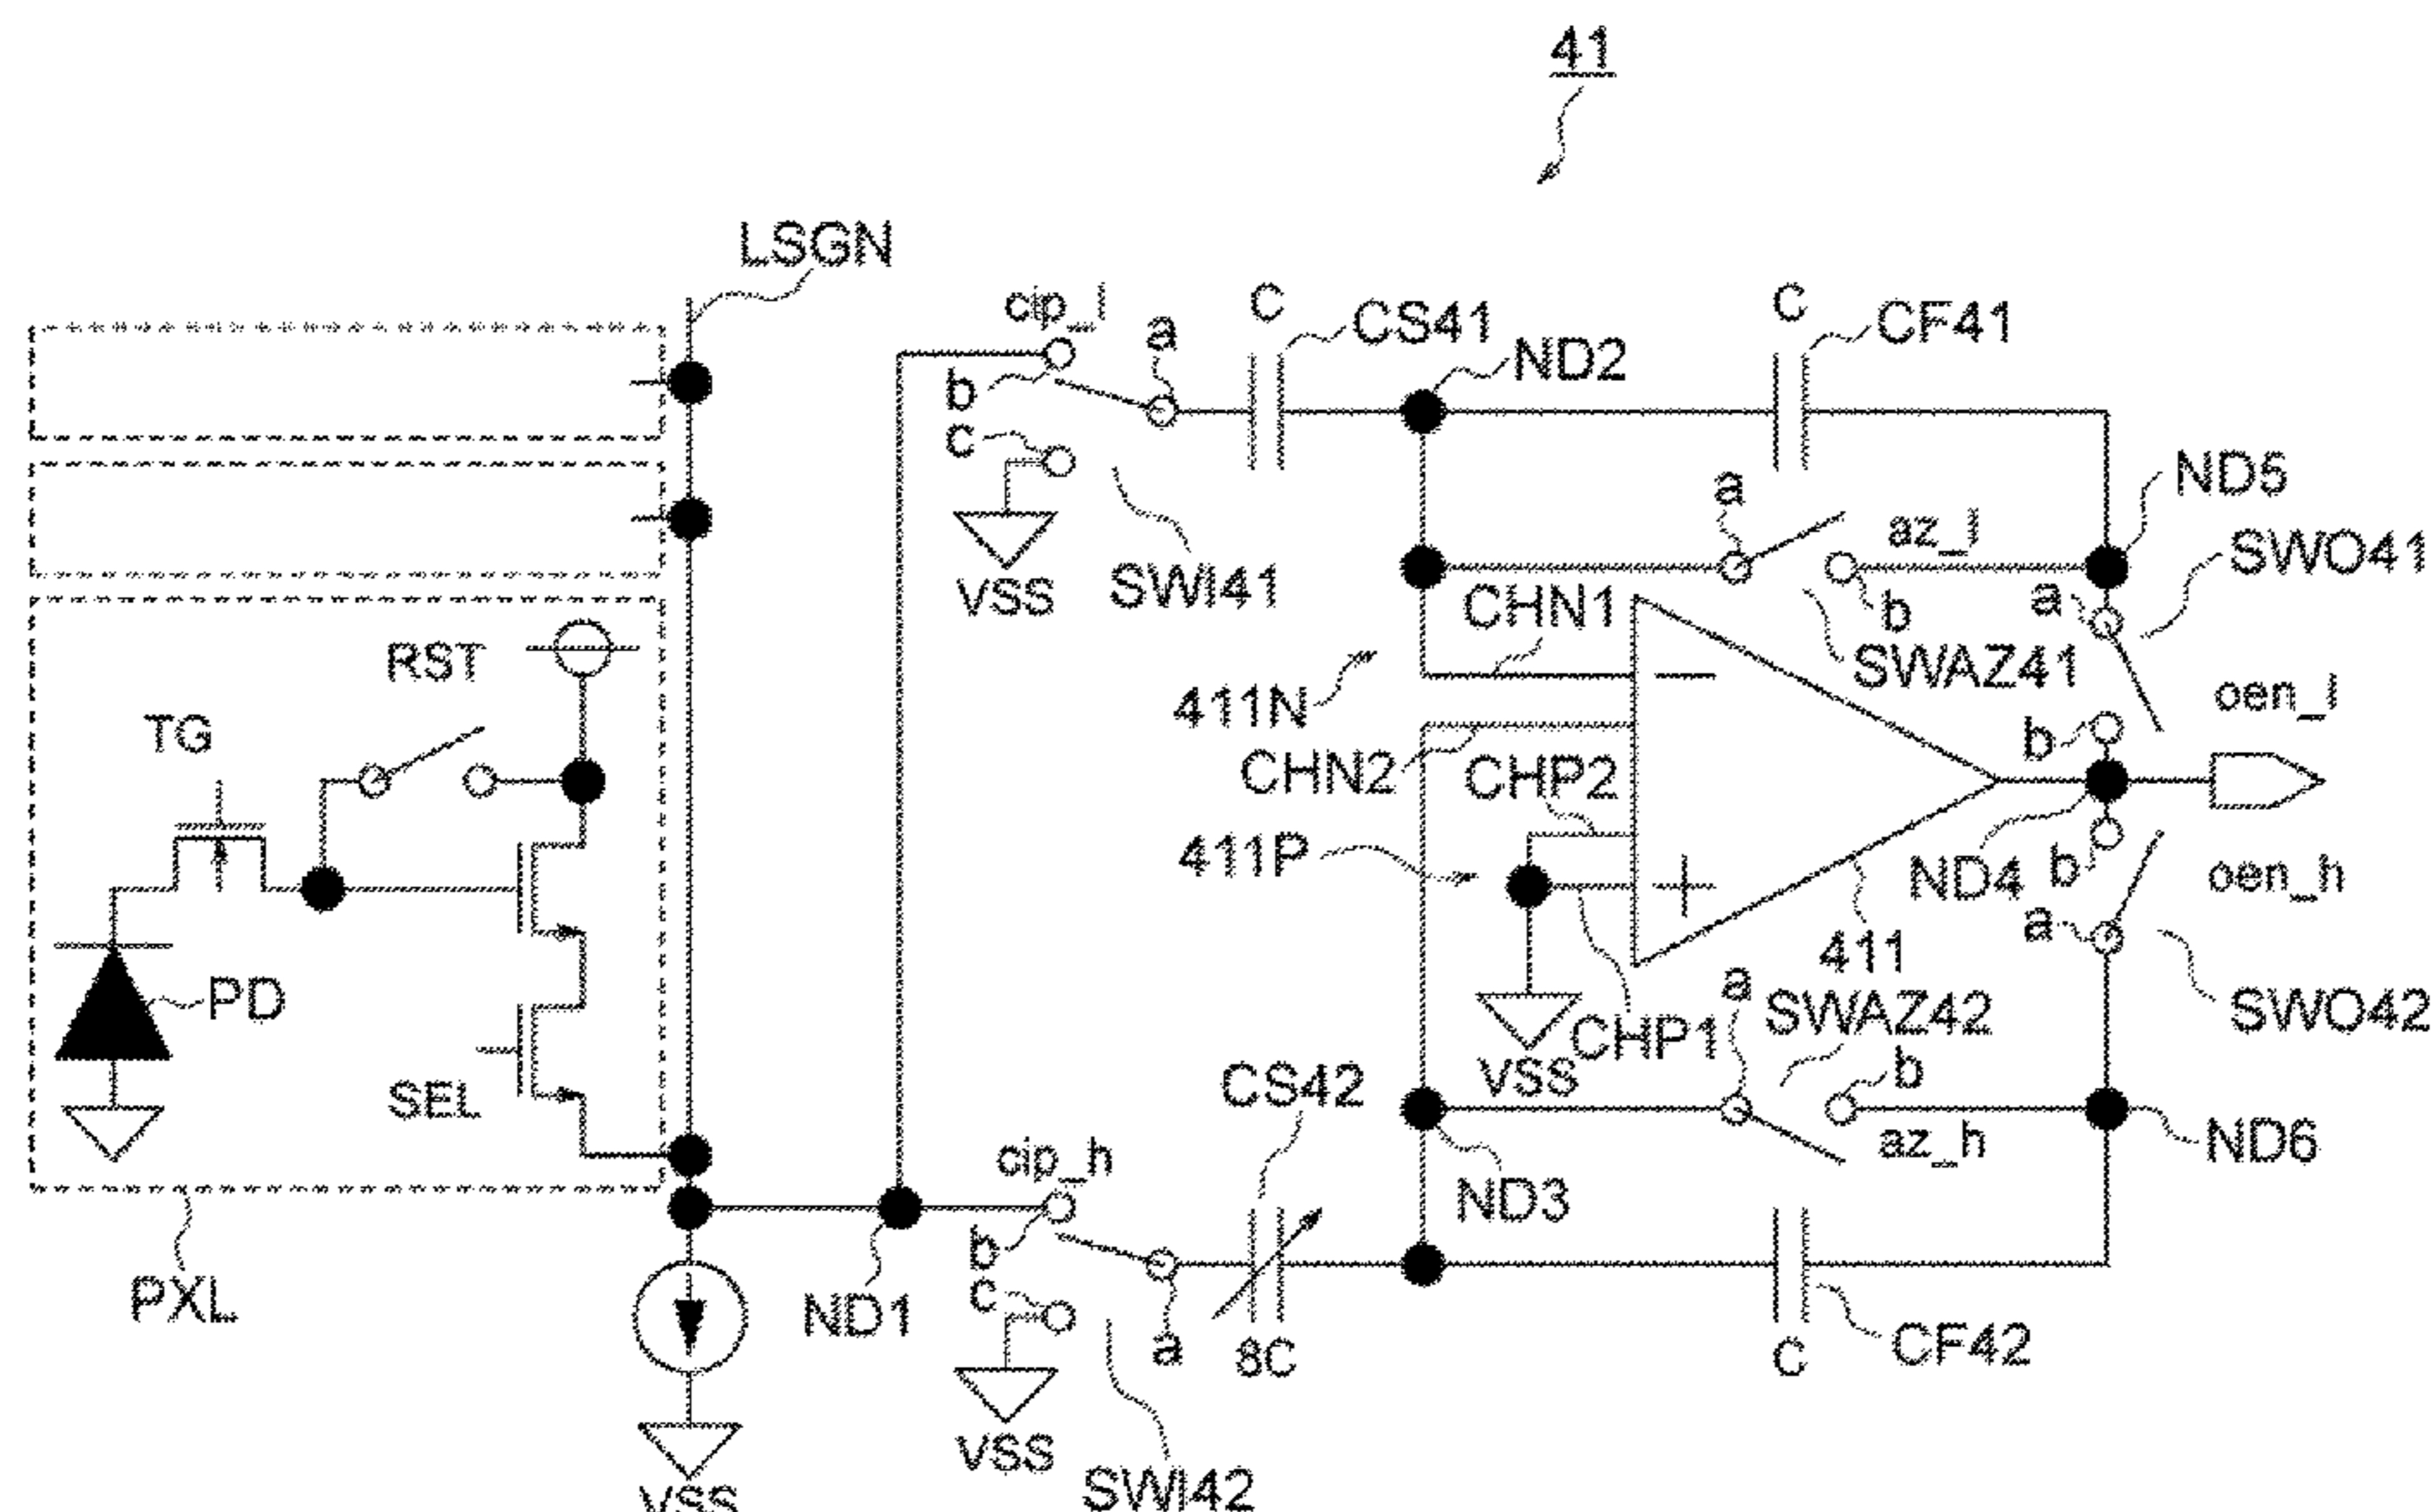 41
LSGN
cip_l
a
C
CS41
C
CF41
ND2
b
c
VSS
SWI41
a
az_l
b
ND5
SWO41
a
SWAZ41
CHN1
411N
RST
TG
oen_l
b
CHN2
CHP2
411P
ND4
b
oen_h
a
411
PD
SWAZ42
a
SWO42
VSS
CHP1
b
SEL
CS42
az_h
ND6
cip_h
ND3
b
c
a
8C
PXL
ND1
C
CF42
VSS
SWI42
VSS